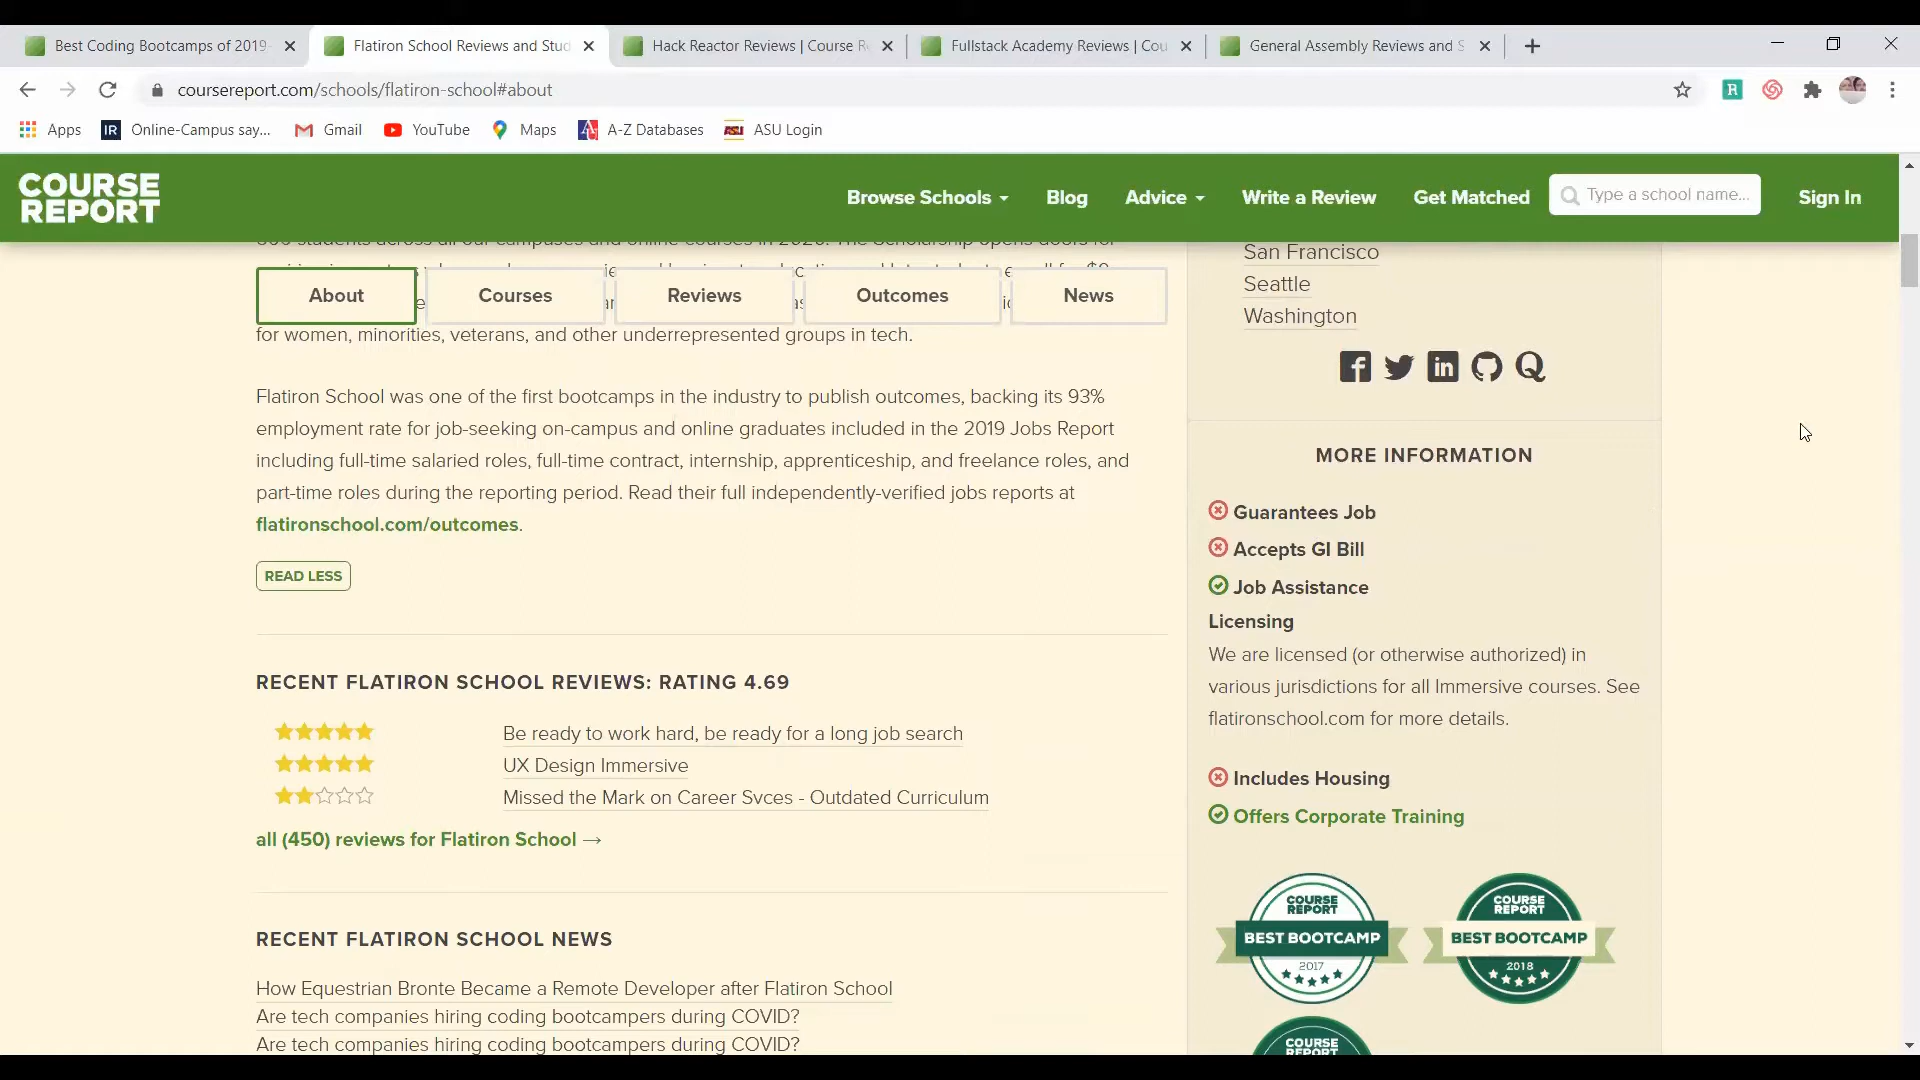 Best Coding Bootcamps of 2019-
Flatiron School Reviews and Stud
Hack Reactor Reviews | Course R
Fullstack Academy Reviews | Cou
General Assembly Reviews and S
coursereport.com/schools/flatiron-school#about
Apps
IR
Online-Campus say...
Gmail
YouTube
Maps
A-Z Databases
ASU Login
COURSE
REPORT
Browse Schools
Blog
Advice
Write a Review
Get Matched
Type a school name...
Sign In
About
Courses
Reviews
Outcomes
News
for women, minorities, veterans, and other underrepresented groups in tech.
Flatiron School was one of the first bootcamps in the industry to publish outcomes, backing its 93%
employment rate for job-seeking on-campus and online graduates included in the 2019 Jobs Report
including full-time salaried roles, full-time contract, internship, apprenticeship, and freelance roles, and
part-time roles during the reporting period. Read their full independently-verified jobs reports at
flatironschool.com/outcomes.
READ LESS
RECENT FLATIRON SCHOOL REVIEWS: RATING 4.69
Be ready to work hard, be ready for a long job search
UX Design Immersive
Missed the Mark on Career Svces - Outdated Curriculum
all (450) reviews for Flatiron School →
RECENT FLATIRON SCHOOL NEWS
How Equestrian Bronte Became a Remote Developer after Flatiron School
Are tech companies hiring coding bootcampers during COVID?
Are tech companies hiring coding bootcampers during COVID?
San Francisco
Seattle
Washington
MORE INFORMATION
Guarantees Job
Accepts GI Bill
Job Assistance
Licensing
We are licensed (or otherwise authorized) in
various jurisdictions for all Immersive courses. See
flatironschool.com for more details.
Includes Housing
Offers Corporate Training
COURSE
REPORT
BEST BOOTCAMP
2017
COURSE
REPORT
BEST BOOTCAMP
2018
COURSE
REPORT